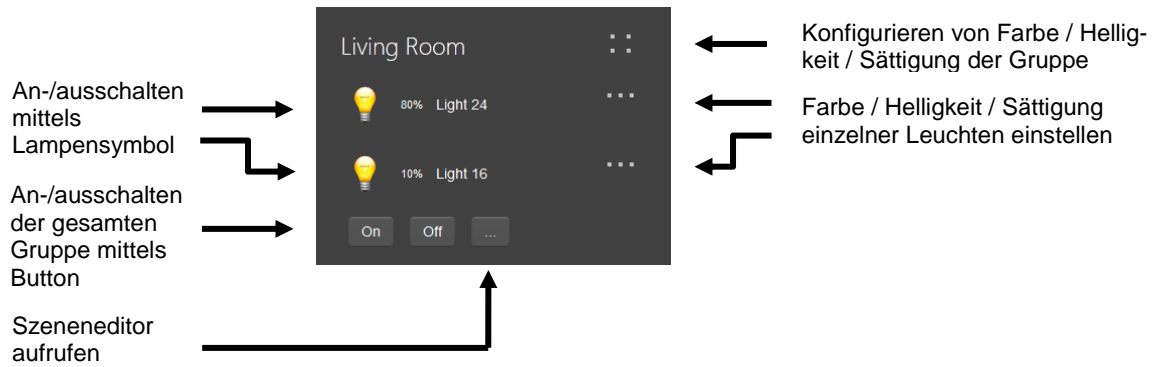 An-/ausschalten
mittels
Lampensymbol
An-/ausschalten
der gesamten
Gruppe mittels
Button
Szeneneditor
aufrufen
Living Room
80% Light 24
10% Light 16
On Off ...
Konfigurieren von Farbe / Hellig-
keit / Sättigung der Gruppe
Farbe / Helligkeit / Sättigung
einzelner Leuchten einstellen